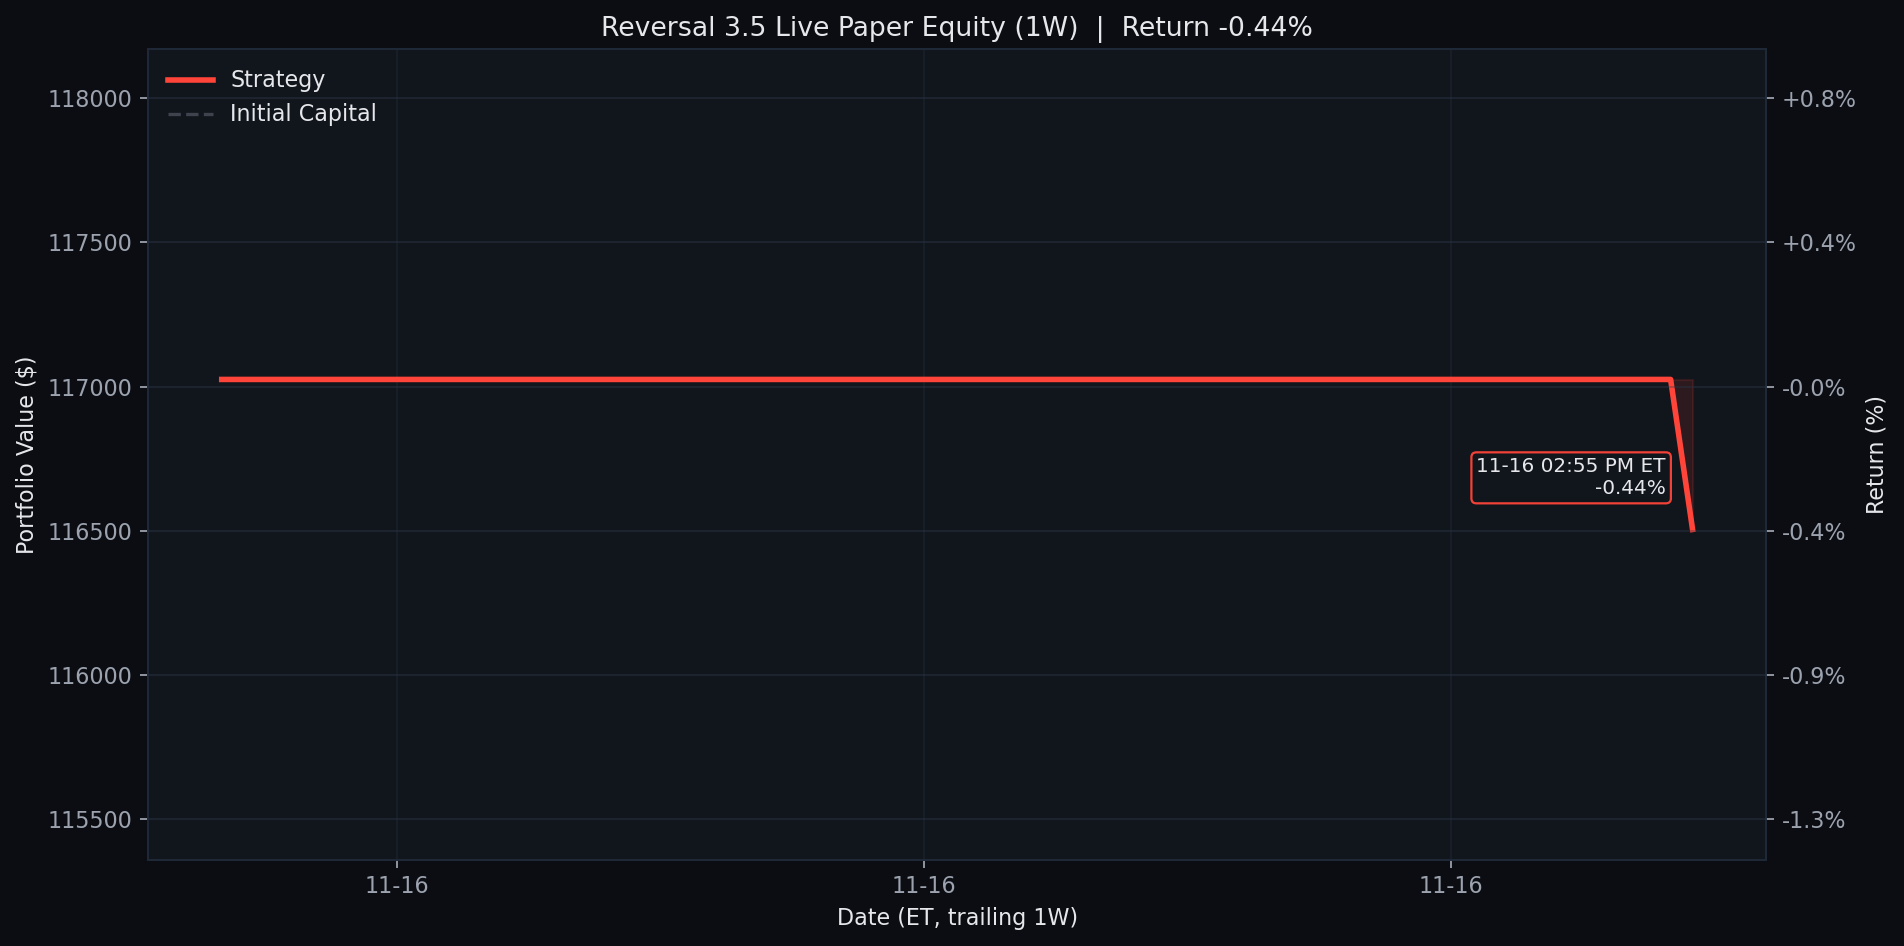 Reversal 3.5 Live Paper Equity (1W)  |  Return -0.44%
Strategy
Initial Capital
118000
117500
117000
116500
116000
115500
Portfolio Value ($)
+0.8%
+0.4%
-0.0%
-0.4%
-0.9%
-1.3%
Return (%)
11-16 02:55 PM ET
-0.44%
11-16
11-16
11-16
Date (ET, trailing 1W)